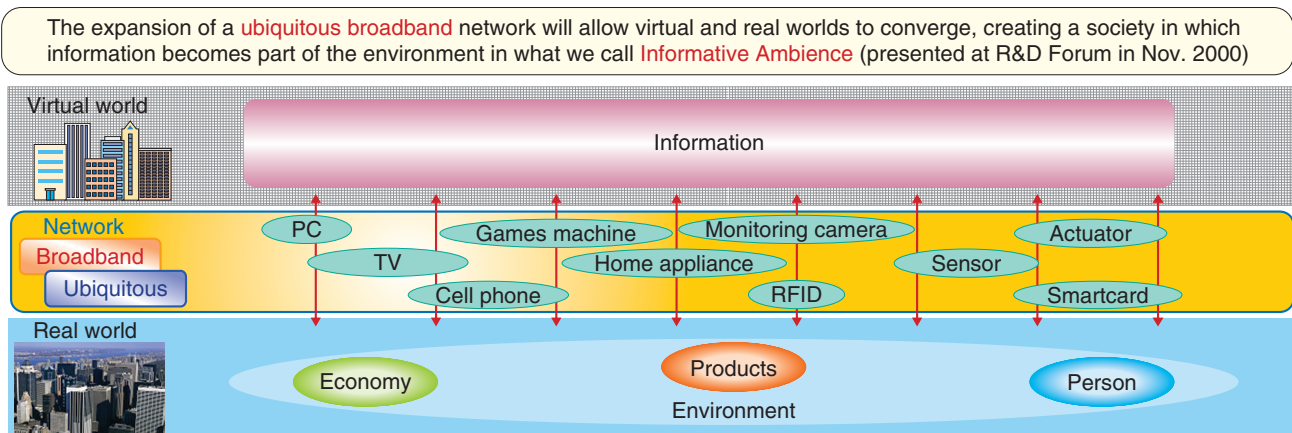 The expansion of a ubiquitous broadband network will allow virtual and real worlds to converge, creating a society in which
information becomes part of the environment in what we call Informative Ambience (presented at R&D Forum in Nov. 2000)
Virtual world
Information
Network
Broadband
Ubiquitous
PC
Games machine
Monitoring camera
Actuator
TV
Home appliance
Sensor
Cell phone
RFID
Smartcard
Real world
Economy
Products
Person
Environment